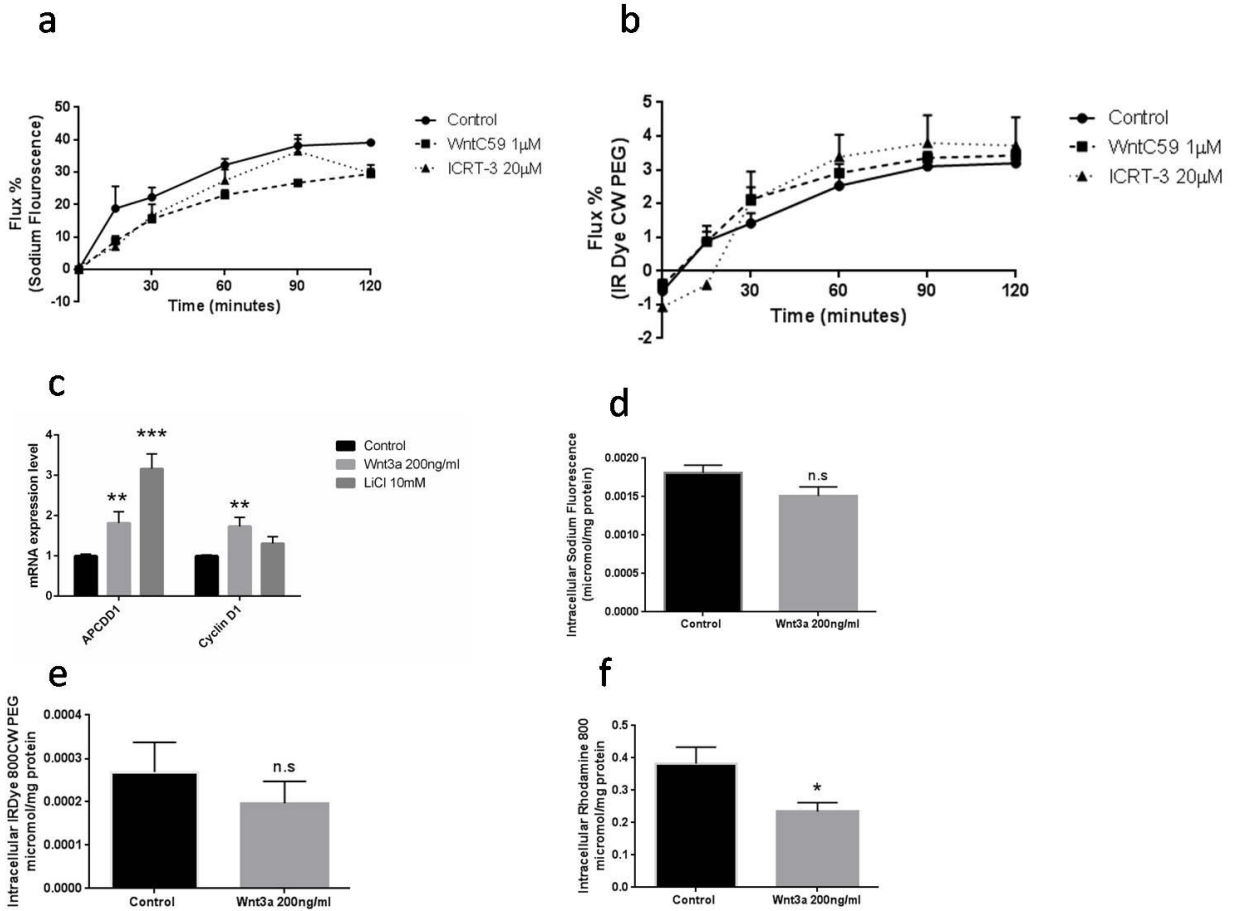 a
Flux %
(Sodium Flouroscence)
50
40
30
20
10
0
-10
30
60
90
120
Time (minutes)
Control
WntC59 1µM
ICRT-3 20µM
b
Flux %
(IR Dye CW PEG)
5
4
3
2
1
0
-1
-2
30
60
90
120
Time (minutes)
Control
WntC59 1µM
ICRT-3 20µM
c
mRNA expression level
4
3
2
1
0
**
***
**
APCDD1
Cyclin D1
Control
Wnt3a 200ng/ml
LiCl 10mM
d
Intracellular Sodium Fluorescence
(micromol/mg protein)
0.0020
0.0015
0.0010
0.0005
0.0000
n.s
Control
Wnt3a 200ng/ml
e
Intracellular IRDye 800CW PEG
micromol/mg protein
0.0004
0.0003
0.0002
0.0001
0.0000
n.s
Control
Wnt3a 200ng/ml
f
Intracellular Rhodamine 800
micromol/mg protein
0.5
0.4
0.3
0.2
0.1
0.0
*
Control
Wnt3a 200ng/ml